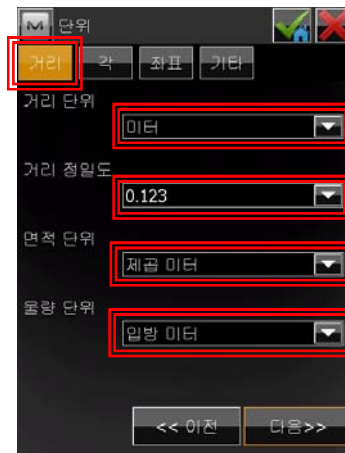 단위
거리 각 좌표 기타
거리 단위
미터
거리 정밀도
0.123
면적 단위
제곱 미터
물량 단위
입방 미터
<< 이전 다음>>